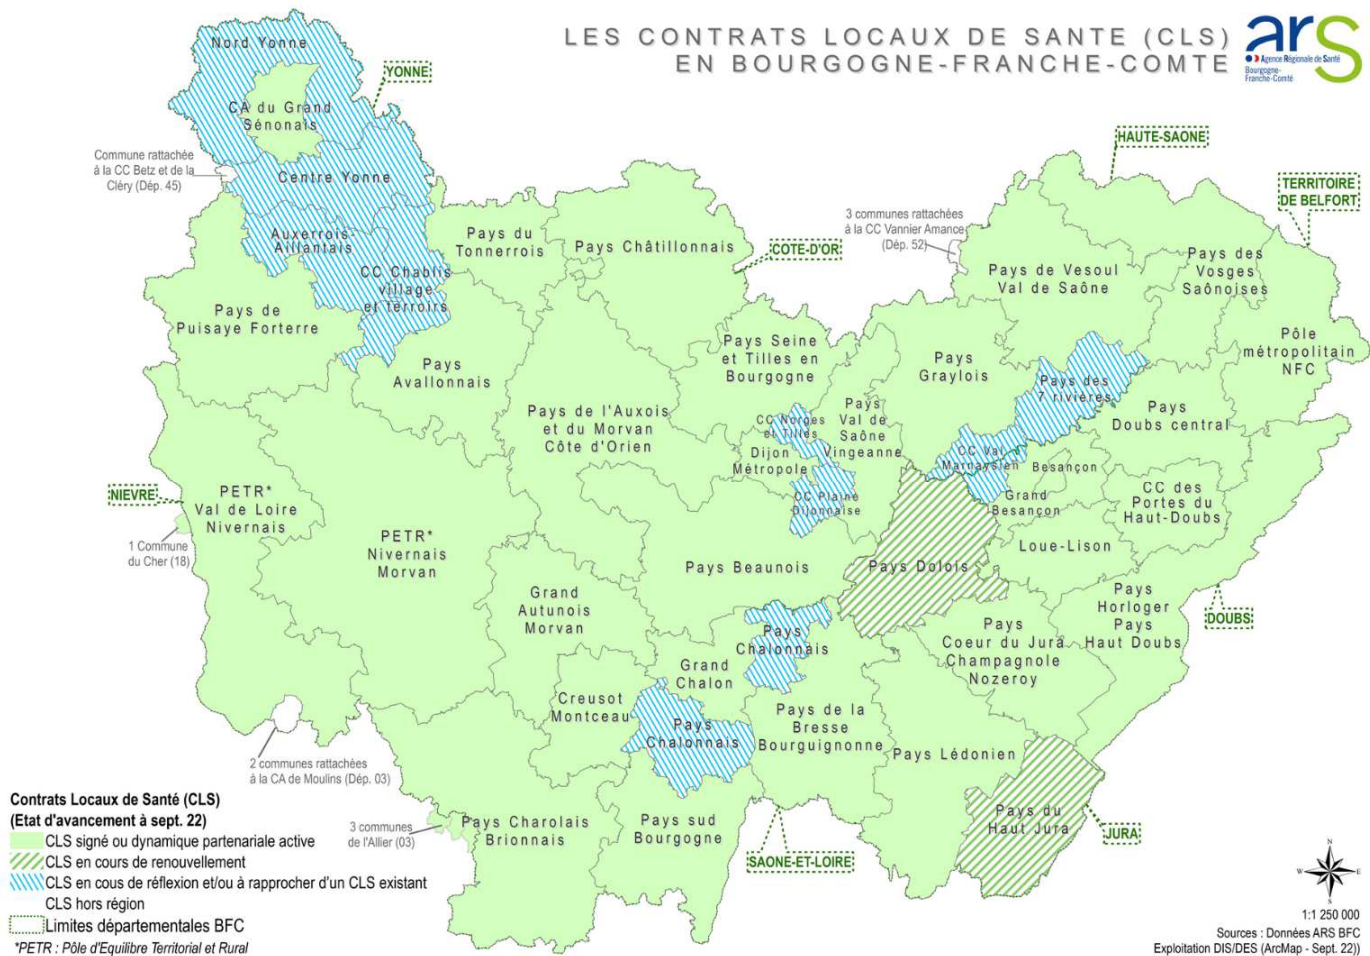 LES CONTRATS LOCAUX DE SANTE (CLS)
EN BOURGOGNE-FRANCHE-COMTE
ars
Agence Régionale de Santé
Bourgogne-
Franche-Comté
Nord Yonne
YONNE
CA du Grand
Sénonais
Commune rattachée
à la CC Betz et de la
Cléry (Dép. 45)
Centre Yonne
Auxerrois-
Aillantais
CC Chablis
village
et terroirs
Pays du
Tonnerrois
Pays Châtillonnais
COTE-D'OR
3 communes rattachées
à la CC Vannier Amance
(Dép. 52)
HAUTE-SAONE
TERRITOIRE
DE BELFORT
Pays de Vesoul
Val de Saône
Pays des
Vosges
Saônoises
Pôle
métropolitain
NFC
Pays de
Puisaye Forterre
Pays
Avallonnais
Pays Seine
et Tilles en
Bourgogne
Pays
Graylois
Pays des
7 rivières
Pays
Doubs central
Pays de l'Auxois
et du Morvan
Côte d'Orien
CC Norges
et Tilles
Dijon
Métropole
Pays
Val de
Saône
Vingeanne
CC Plaine
Dijonnaise
CC Val
Marnaysien
Besançon
Grand
Besançon
CC des
Portes du
Haut-Doubs
NIEVRE
PETR*
Val de Loire
Nivernais
1 Commune
du Cher (18)
PETR*
Nivernais
Morvan
Pays Beaunois
Pays Dolois
Loue-Lison
Grand
Autunois
Morvan
Pays
Horloger
Pays
Haut Doubs
DOUBS
Pays
Chalonnais
Grand
Chalon
Pays
Coeur du Jura
Champagnole
Nozeroy
Creusot
Montceau
Pays
Chalonnais
Pays de la
Bresse
Bourguignonne
Pays Lédonien
2 communes rattachées
à la CA de Moulins (Dép. 03)
Pays du
Haut Jura
JURA
3 communes
de l'Allier (03)
Pays Charolais
Brionnais
Pays sud
Bourgogne
SAONE-ET-LOIRE
Contrats Locaux de Santé (CLS)
(Etat d'avancement à sept. 22)
CLS signé ou dynamique partenariale active
CLS en cours de renouvellement
CLS en cous de réflexion et/ou à rapprocher d'un CLS existant
CLS hors région
Limites départementales BFC
*PETR : Pôle d'Equilibre Territorial et Rural
N
W
E
S
1:1 250 000
Sources : Données ARS BFC
Exploitation DIS/DES (ArcMap - Sept. 22))